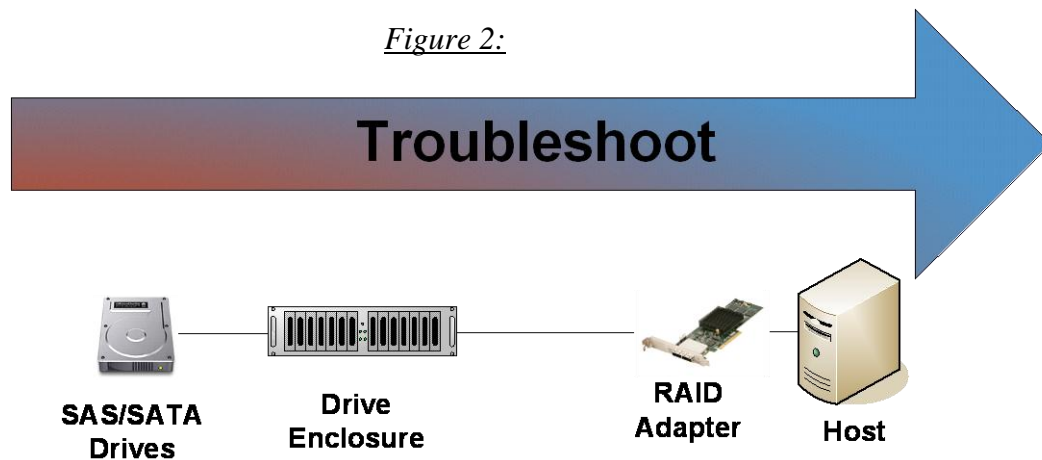 Figure 2:
Troubleshoot
SAS/SATA
Drives
Drive
Enclosure
RAID
Adapter
Host